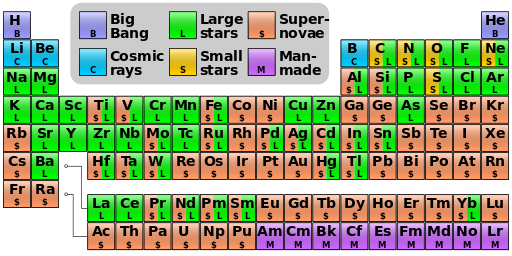 H Big Large Super- He
B B Bang L stars $ novae B
Li Be Cosmic Small Man- B C N O F Ne
C C C rays S stars M made C S L S L S L L S L
Na Mg Al Si P S Cl Ar
L L $ L $ L L S L L L
K Ca Sc Ti V Cr Mn Fe Co Ni Cu Zn Ga Ge As Se Br Kr
L L L $ L $ L L L $ L $ $ L L $ $ L $ $ $
Rb Sr Y Zr Nb Mo Tc Ru Rh Pd Ag Cd In Sn Sb Te I Xe
$ L L L L $ L L $ L $ $ L $ L $ L $ L $ L $ $ $ $
Cs Ba Hf Ta W Re Os Ir Pt Au Hg Tl Pb Bi Po At Rn
$ L $ L $ L $ L $ $ $ $ $ $ L $ L $ $ $ $ $
Fr Ra
$ $
La Ce Pr Nd Pm Sm Eu Gd Tb Dy Ho Er Tm Yb Lu
L L $ L $ L $ L $ L $ $ $ $ $ $ $ $ L $
Ac Th Pa U Np Pu Am Cm Bk Cf Es Fm Md No Lr
$ $ $ $ $ $ M M M M M M M M M